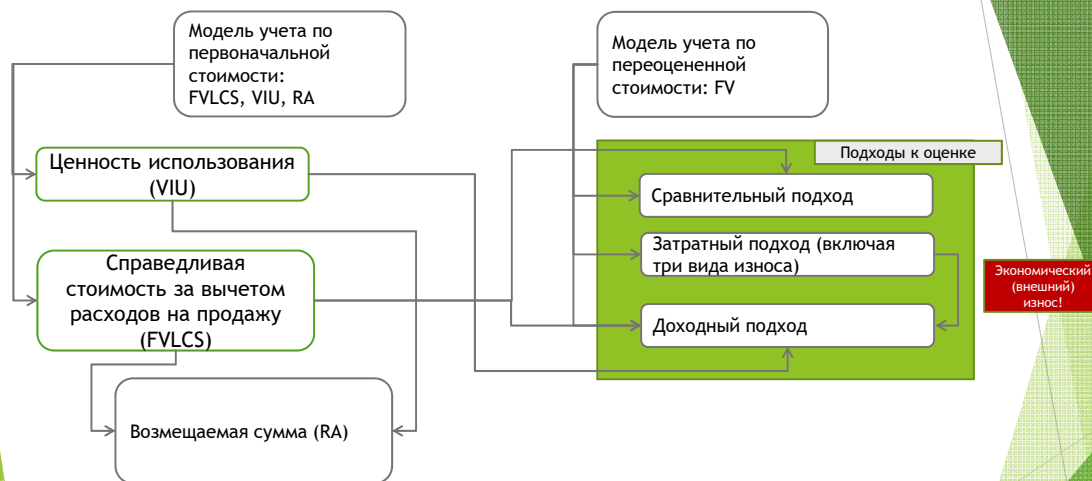 Модель учета по
первоначальной
стоимости:
FVLCS, VIU, RA
Модель учета по
переоцененной
стоимости: FV
Ценность использования
(VIU)
Справедливая
стоимость за вычетом
расходов на продажу
(FVLCS)
Возмещаемая сумма (RA)
Подходы к оценке
Сравнительный подход
Затратный подход (включая
три вида износа)
Доходный подход
Экономический
(внешний)
износ!